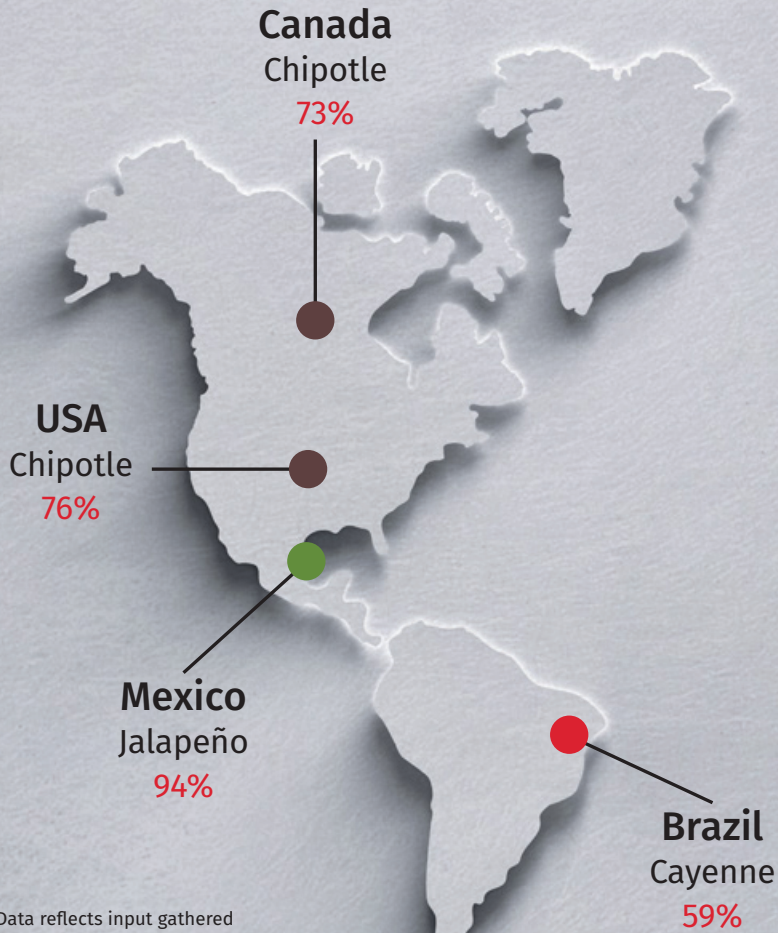 Canada
Chipotle
73%
USA
Chipotle
76%
Mexico
Jalapeño
94%
Brazil
Cayenne
59%
Data reflects input gathered